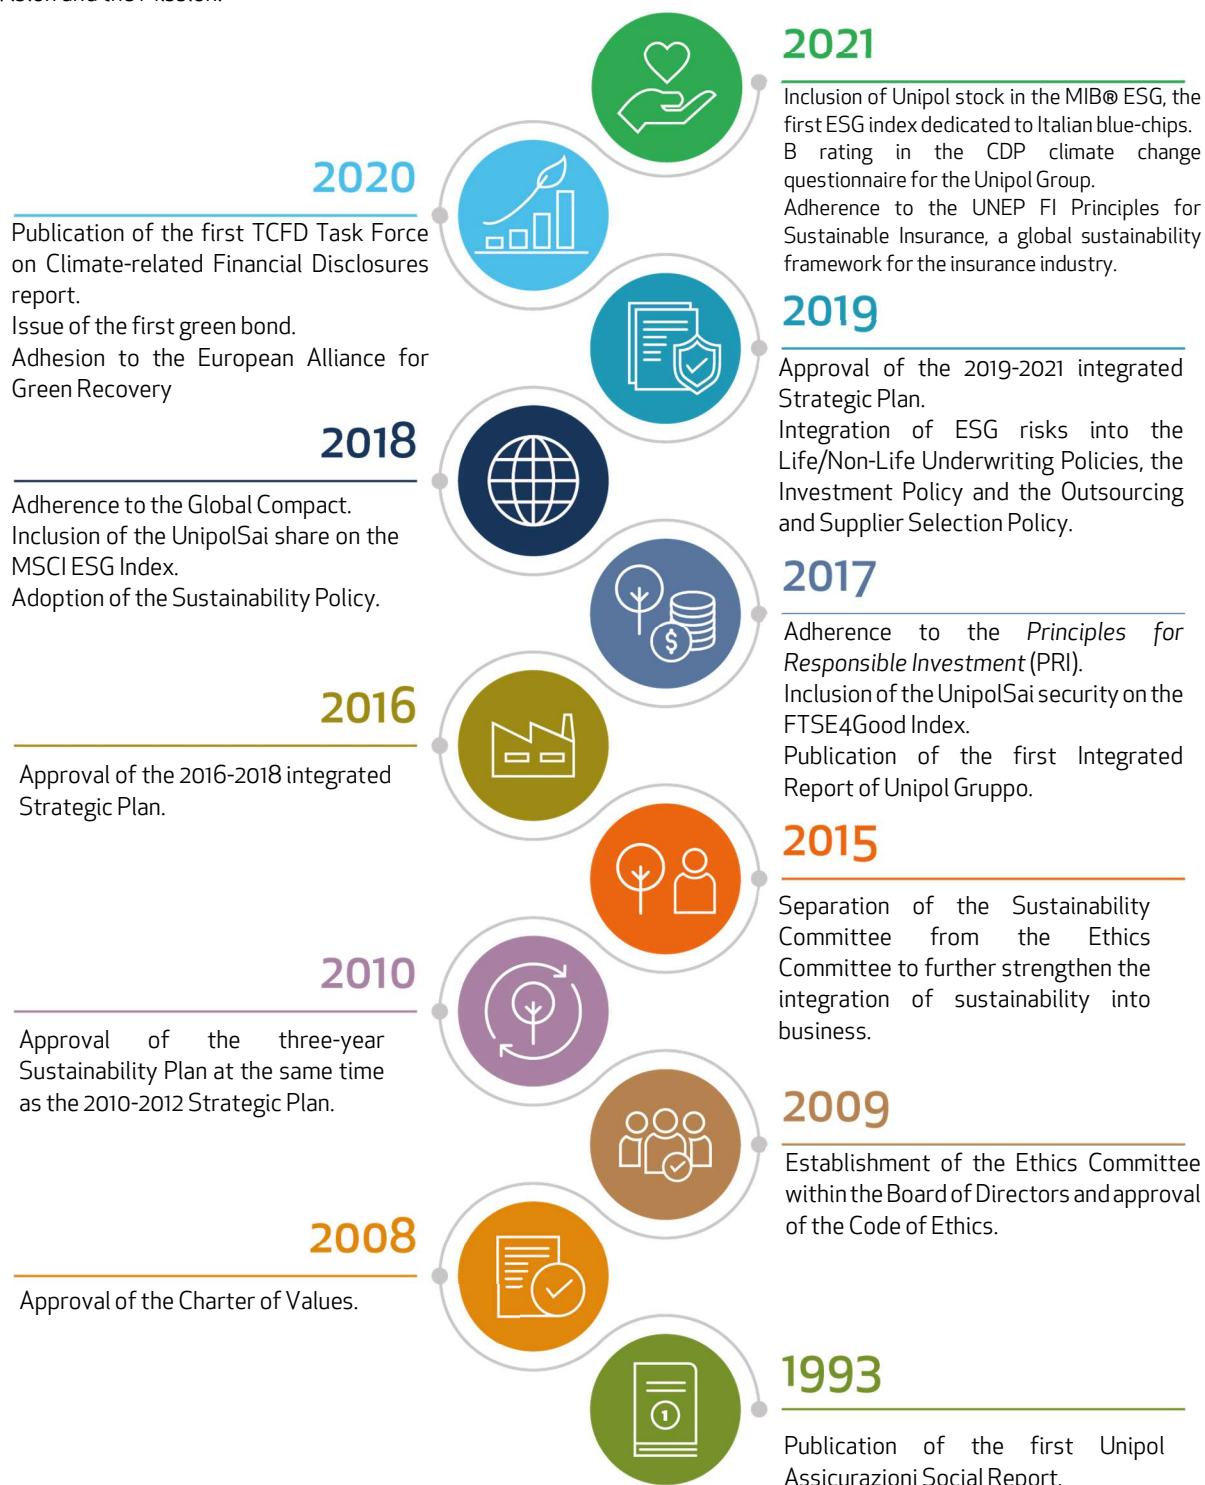 and the Mission.
2021
Inclusion of Unipol stock in the MIB® ESG, the
first ESG index dedicated to Italian blue-chips.
B rating in the CDP climate change
questionnaire for the Unipol Group.
Adherence to the UNEP FI Principles for
Sustainable Insurance, a global sustainability
framework for the insurance industry.
2020
Publication of the first TCFD Task Force
on Climate-related Financial Disclosures
report.
Issue of the first green bond.
Adhesion to the European Alliance for
Green Recovery
2019
Approval of the 2019-2021 integrated
Strategic Plan.
Integration of ESG risks into the
Life/Non-Life Underwriting Policies, the
Investment Policy and the Outsourcing
and Supplier Selection Policy.
2018
Adherence to the Global Compact.
Inclusion of the UnipolSai share on the
MSCI ESG Index.
Adoption of the Sustainability Policy.
2017
Adherence to the Principles for
Responsible Investment (PRI).
Inclusion of the UnipolSai security on the
FTSE4Good Index.
Publication of the first Integrated
Report of Unipol Gruppo.
$
2016
Approval of the 2016-2018 integrated
Strategic Plan.
2015
Separation of the Sustainability
Committee from the Ethics
Committee to further strengthen the
integration of sustainability into
business.
2010
Approval of the three-year
Sustainability Plan at the same time
as the 2010-2012 Strategic Plan.
2009
Establishment of the Ethics Committee
within the Board of Directors and approval
of the Code of Ethics.
2008
Approval of the Charter of Values.
1993
1
Publication of the first Unipol
Assicurazioni Social Report.